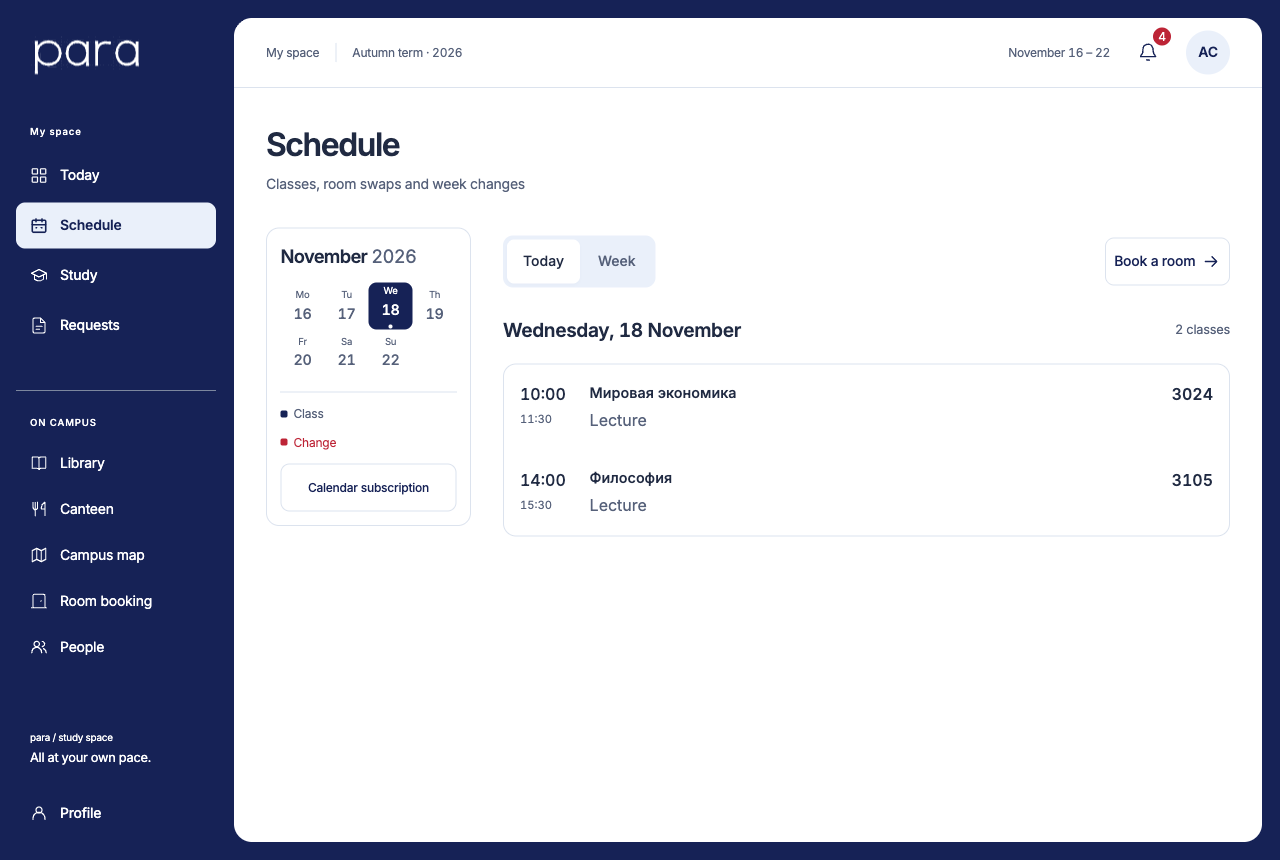 para
My space
Today
Schedule
Study
Requests
ON CAMPUS
Library
Canteen
Campus map
Room booking
People
para / study space
All at your own pace.
Profile
My space
Autumn term · 2026
November 16 – 22
4
AC
Schedule
Classes, room swaps and week changes
November 2026
Mo Tu We Th
16 17 18 19
Fr Sa Su
20 21 22
Class
Change
Calendar subscription
Today Week
Book a room →
Wednesday, 18 November
2 classes
10:00 Мировая экономика 3024
11:30 Lecture
14:00 Философия 3105
15:30 Lecture